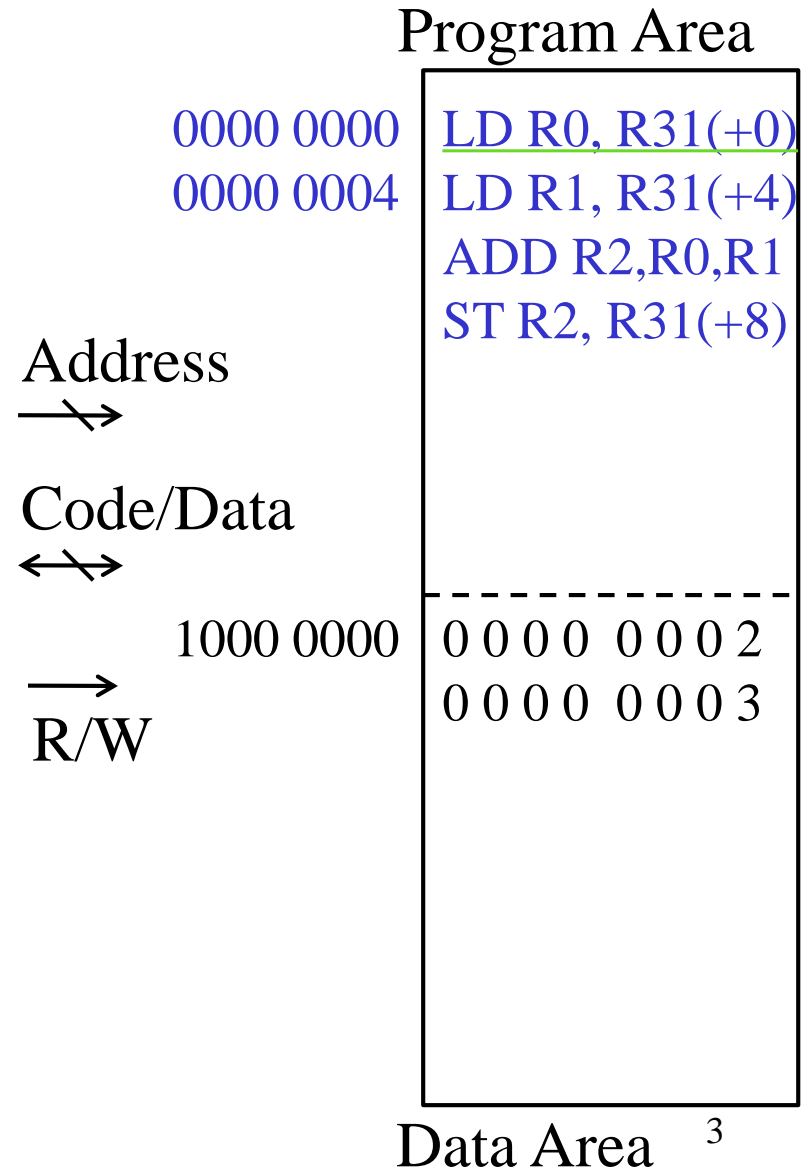 Program Area
0000 0000 LD R0, R31(+0)
0000 0004 LD R1, R31(+4)
ADD R2,R0,R1
ST R2, R31(+8)
Address
Code/Data
1000 0000 0 0 0 0 0 0 0 2
0 0 0 0 0 0 0 3
R/W
Data Area 3